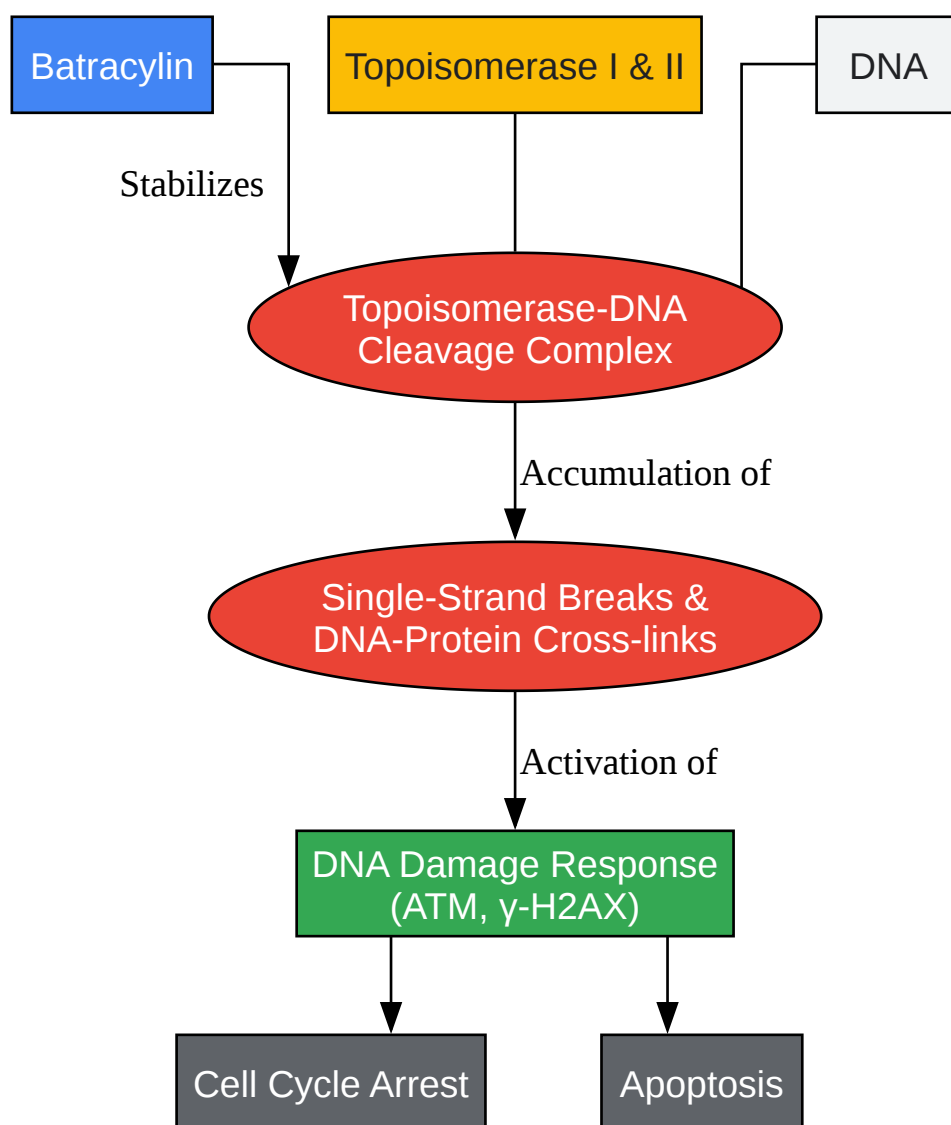 Batracylin
Topoisomerase I & II
DNA
Stabilizes
Topoisomerase-DNA
Cleavage Complex
Accumulation of
Single-Strand Breaks &
DNA-Protein Cross-links
Activation of
DNA Damage Response
(ATM, γ-H2AX)
Cell Cycle Arrest
Apoptosis